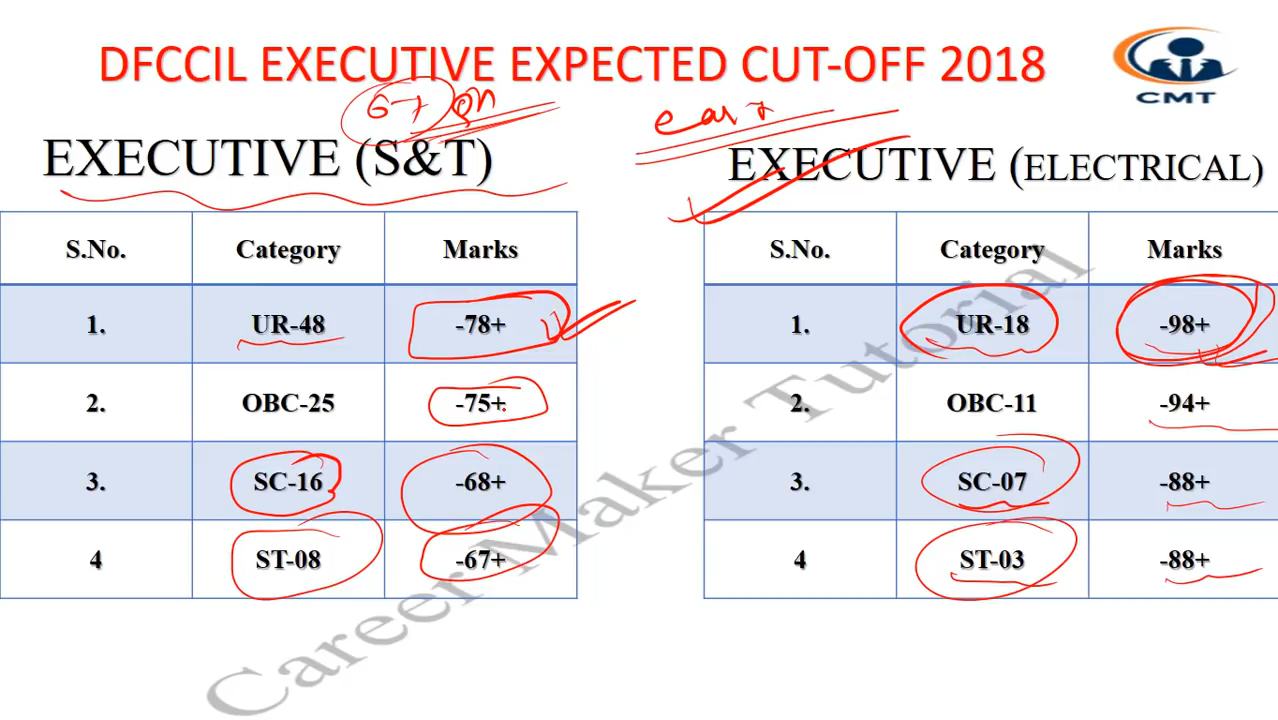 DFCCIL EXECUTIVE EXPECTED CUT-OFF 2018
CMT
6-7
EXECUTIVE (S&T)
S.No. Category Marks
1. UR-48 -78+
2. OBC-25 -75+
3. SC-16 -68+
4 ST-08 -67+
EXECUTIVE (ELECTRICAL)
S.No. Category Marks
1. UR-18 -98+
2. OBC-11 -94+
3. SC-07 -88+
4 ST-03 -88+
Career Maker Tutorial